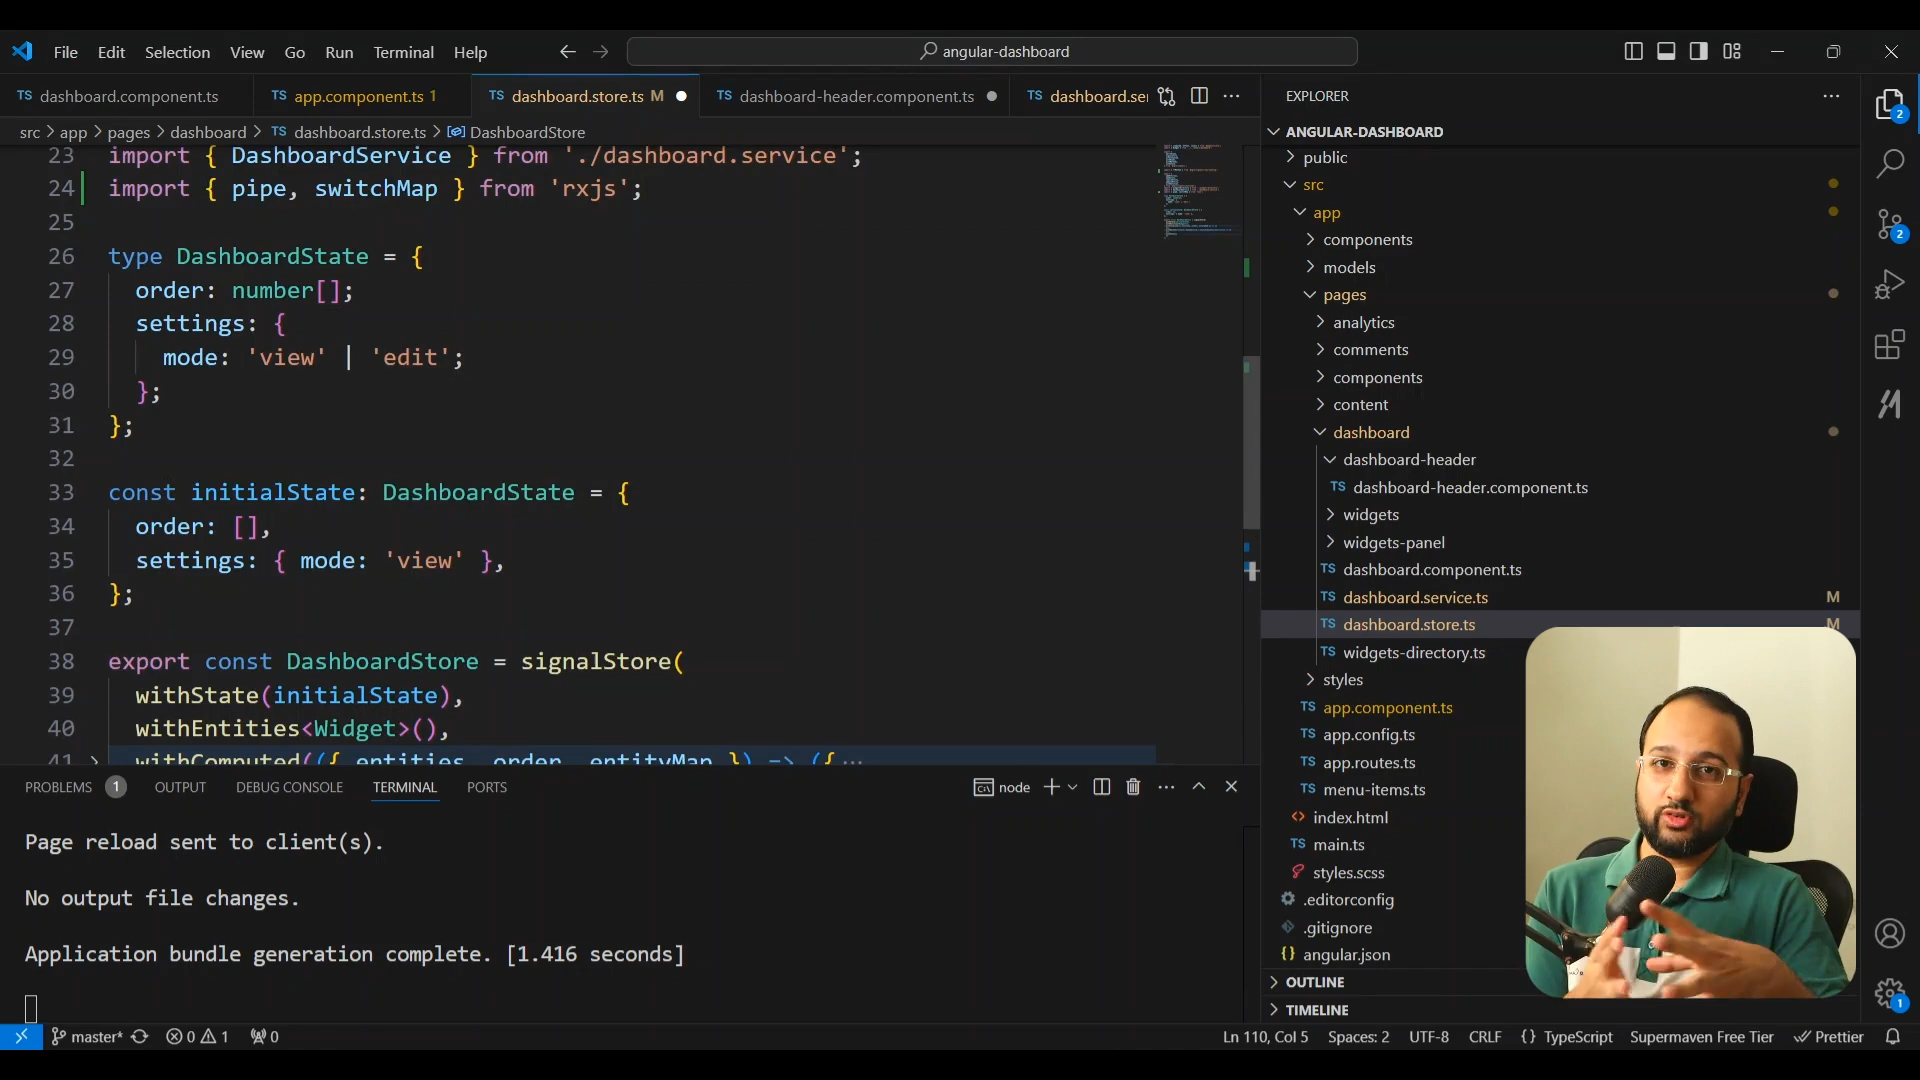 File Edit Selection View Go Run Terminal Help
angular-dashboard
TS dashboard.component.ts
TS app.component.ts 1
TS dashboard.store.ts M
TS dashboard-header.component.ts
TS dashboard.ser
src > app > pages > dashboard > TS dashboard.store.ts > DashboardStore
23 import { DashboardService } from './dashboard.service';
24 import { pipe, switchMap } from 'rxjs';
25
26 type DashboardState = {
27 order: number[];
28 settings: {
29 mode: 'view' | 'edit';
30 };
31 };
32
33 const initialState: DashboardState = {
34 order: [],
35 settings: { mode: 'view' },
36 };
37
38 export const DashboardStore = signalStore(
39 withState(initialState),
40 withEntities<Widget>(),
41 withComputed(({ entities, order, entityMap }) => ({ ...
PROBLEMS 1 OUTPUT DEBUG CONSOLE TERMINAL PORTS
node
Page reload sent to client(s).
No output file changes.
Application bundle generation complete. [1.416 seconds]
EXPLORER
ANGULAR-DASHBOARD
public
src
app
components
models
pages
analytics
comments
components
content
dashboard
dashboard-header
TS dashboard-header.component.ts
widgets
widgets-panel
TS dashboard.component.ts
TS dashboard.service.ts M
TS dashboard.store.ts M
TS widgets-directory.ts
styles
TS app.component.ts
TS app.config.ts
TS app.routes.ts
TS menu-items.ts
<> index.html
TS main.ts
styles.scss
.editorconfig
.gitignore
{} angular.json
OUTLINE
TIMELINE
2
2
1
master* 0 1 0
Ln 110, Col 5 Spaces: 2 UTF-8 CRLF {} TypeScript Supermaven Free Tier Prettier